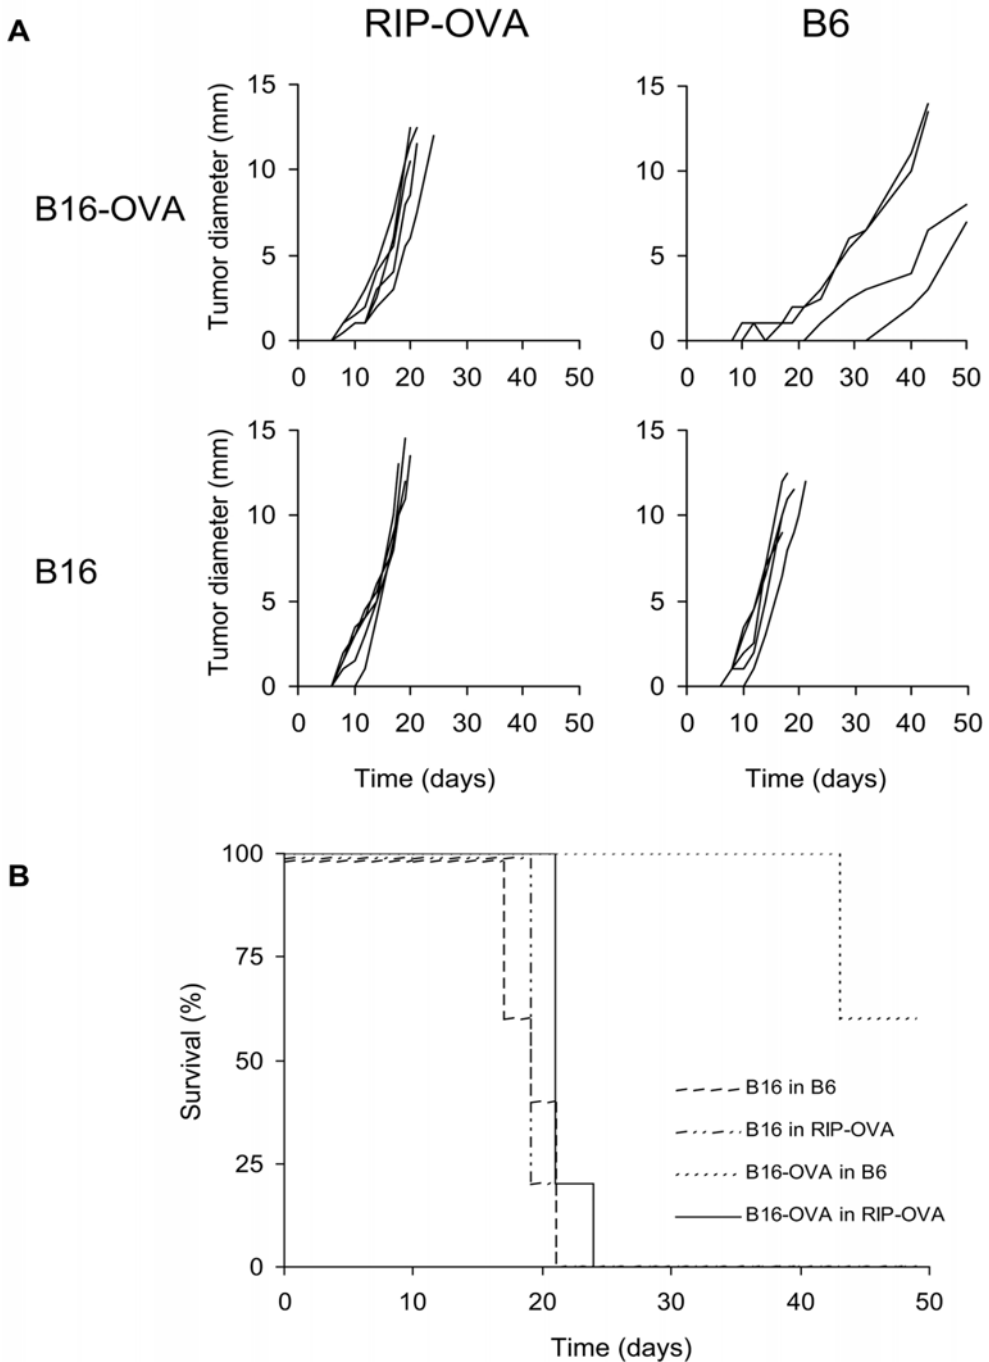 A
RIP-OVA
B6
B16-OVA
Tumor diameter (mm)
15
10
5
0
0 10 20 30 40 50
15
10
5
0
0 10 20 30 40 50
B16
Tumor diameter (mm)
15
10
5
0
0 10 20 30 40 50
Time (days)
15
10
5
0
0 10 20 30 40 50
Time (days)
B
Survival (%)
100
75
50
25
0
0 10 20 30 40 50
Time (days)
B16 in B6
B16 in RIP-OVA
B16-OVA in B6
B16-OVA in RIP-OVA